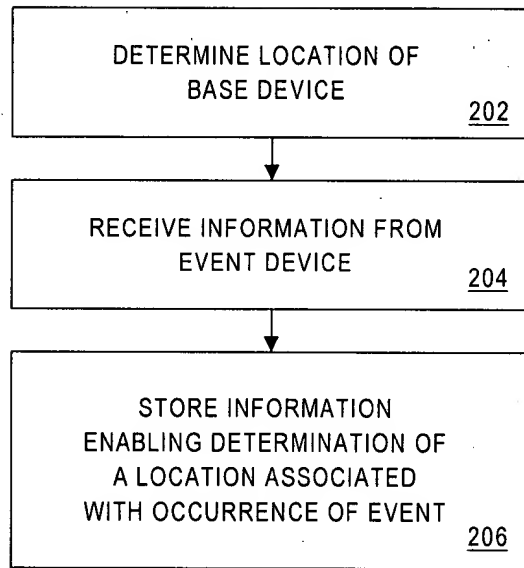 DETERMINE LOCATION OF
BASE DEVICE
202
RECEIVE INFORMATION FROM
EVENT DEVICE
204
STORE INFORMATION
ENABLING DETERMINATION OF
A LOCATION ASSOCIATED
WITH OCCURRENCE OF EVENT
206